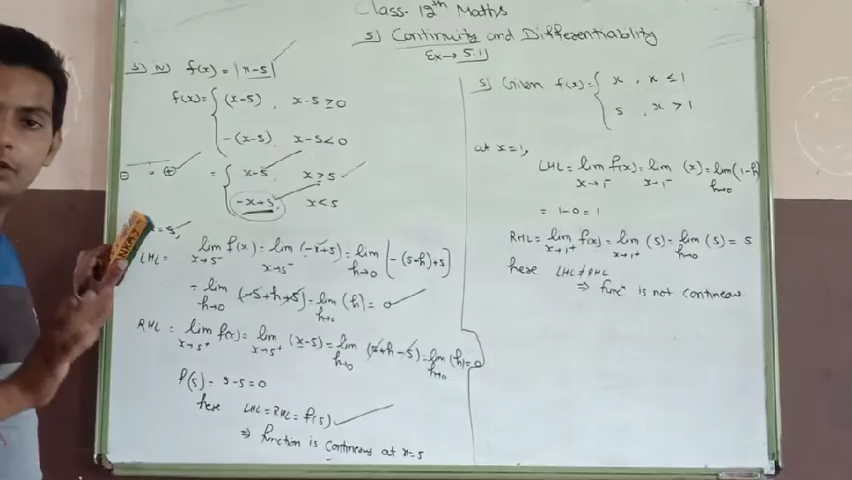 Class- 12th Maths
5) Continuity and Differentiability
Ex→ 5.1
3) iv) f(x) = |x-5|
f(x) = { (x-5) , x-5 ≥ 0
-(x-5) , x-5 < 0
= { x-5 , x ≥ 5
-x+5 , x < 5
= 5,
LHL = lim x→5⁻ f(x) = lim x→5⁻ (-x+5) = lim h→0 [-(5-h)+5]
= lim h→0 (-5+h+5) = lim h→0 (h) = 0
RHL = lim x→5⁺ f(x) = lim x→5⁺ (x-5) = lim h→0 (5+h-5) = lim h→0 (h) = 0
f(5) = 5-5 = 0
here LHL = RHL = f(5)
⇒ function is continuous at x=5
5) Given f(x) = { x , x ≤ 1
5 , x > 1
at x=1,
LHL = lim x→1⁻ f(x) = lim x→1⁻ (x) = lim h→0 (1-h)
= 1-0 = 1
RHL = lim x→1⁺ f(x) = lim x→1⁺ (5) = lim h→0 (5) = 5
here LHL ≠ RHL
⇒ funcⁿ is not continuous